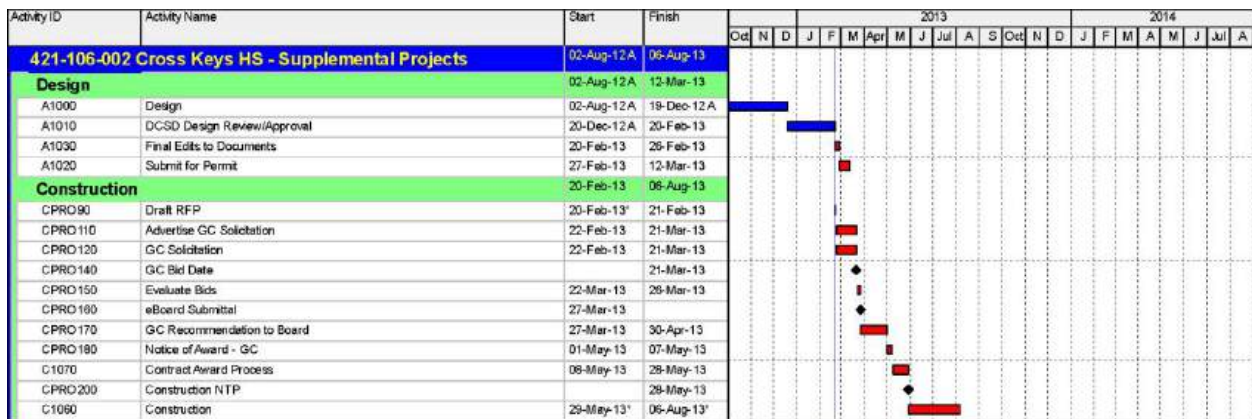 Activity ID Activity Name Start Finish 2013 2014
Oct N D J F M Apr M J Jul A S Oct N D J F M A M J Jul A
421-106-002 Cross Keys HS - Supplemental Projects 02-Aug-12 A 06-Aug-13
Design 02-Aug-12 A 12-Mar-13
A1000 Design 02-Aug-12 A 19-Dec-12 A
A1010 DCSD Design Review/Approval 20-Dec-12 A 20-Feb-13
A1030 Final Edits to Documents 20-Feb-13 26-Feb-13
A1020 Submit for Permit 27-Feb-13 12-Mar-13
Construction 20-Feb-13 06-Aug-13
CPRO90 Draft RFP 20-Feb-13* 21-Feb-13
CPRO110 Advertise GC Solicitation 22-Feb-13 21-Mar-13
CPRO120 GC Solicitation 22-Feb-13 21-Mar-13
CPRO140 GC Bid Date 21-Mar-13
CPRO150 Evaluate Bids 22-Mar-13 26-Mar-13
CPRO160 eBoard Submittal 27-Mar-13
CPRO170 GC Recommendation to Board 27-Mar-13 30-Apr-13
CPRO180 Notice of Award - GC 01-May-13 07-May-13
C1070 Contract Award Process 08-May-13 28-May-13
CPRO200 Construction NTP 28-May-13
C1060 Construction 29-May-13* 06-Aug-13*